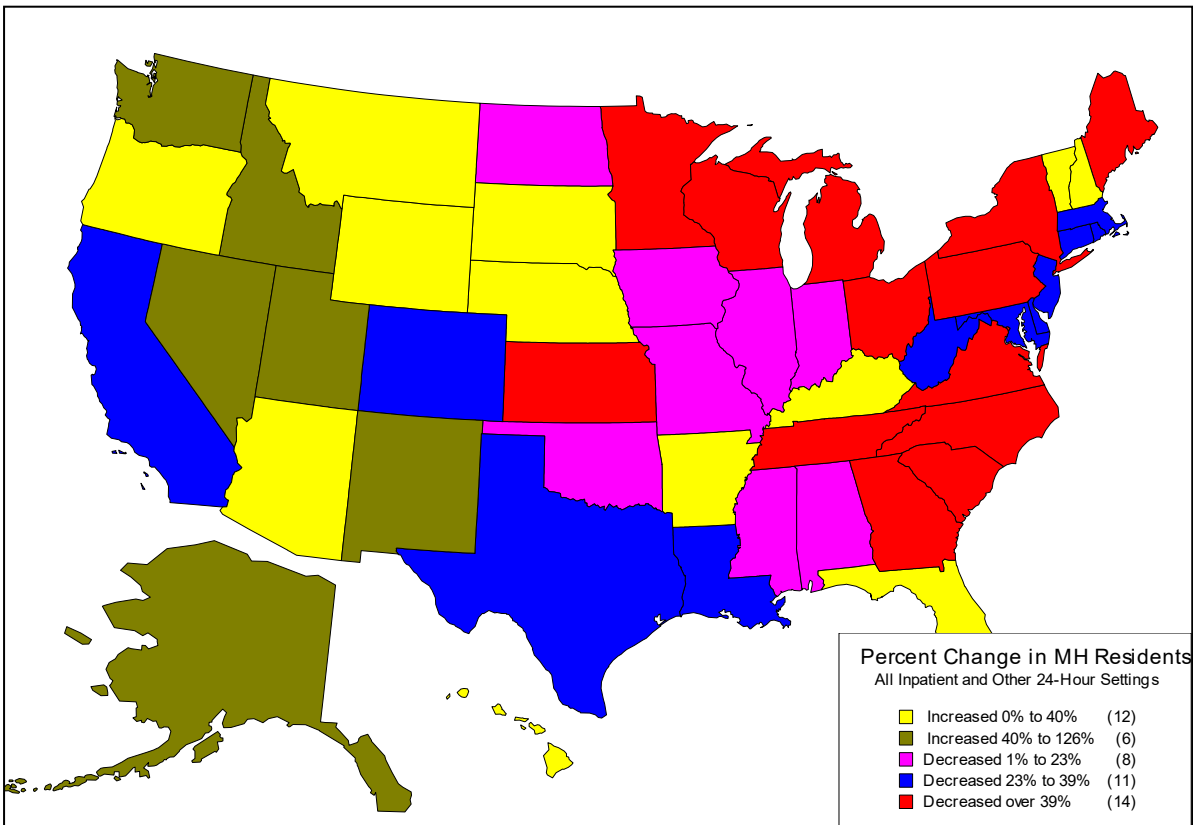 Percent Change in MH Residents
All Inpatient and Other 24-Hour Settings
Increased 0% to 40% (12)
Increased 40% to 126% (6)
Decreased 1% to 23% (8)
Decreased 23% to 39% (11)
Decreased over 39% (14)